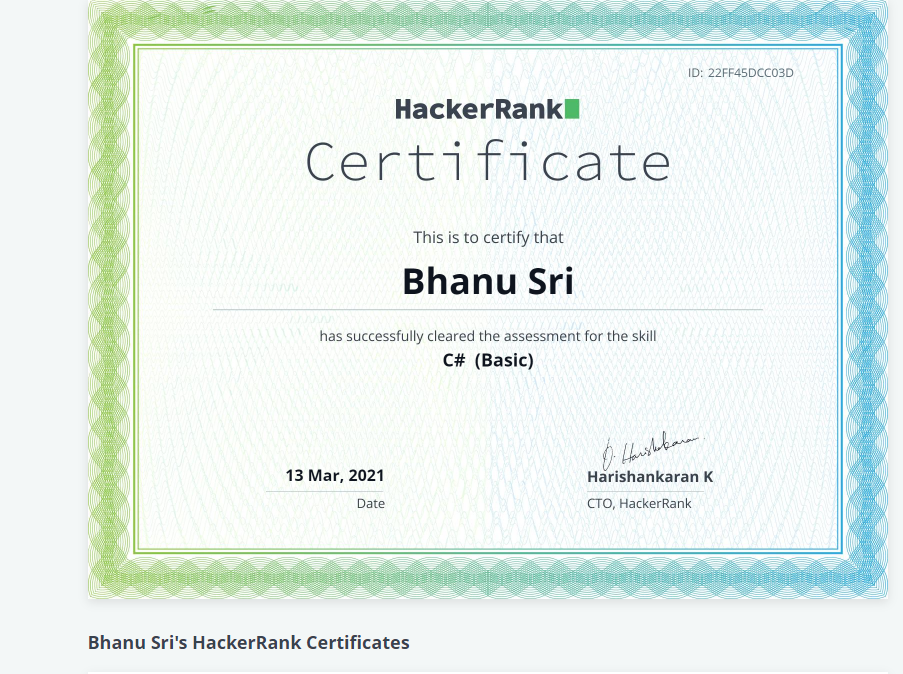 ID: 22FF45DCC03D
HackerRank
Certificate
This is to certify that
Bhanu Sri
has successfully cleared the assessment for the skill
C# (Basic)
13 Mar, 2021
Date
Harishankaran K
CTO, HackerRank
Bhanu Sri's HackerRank Certificates